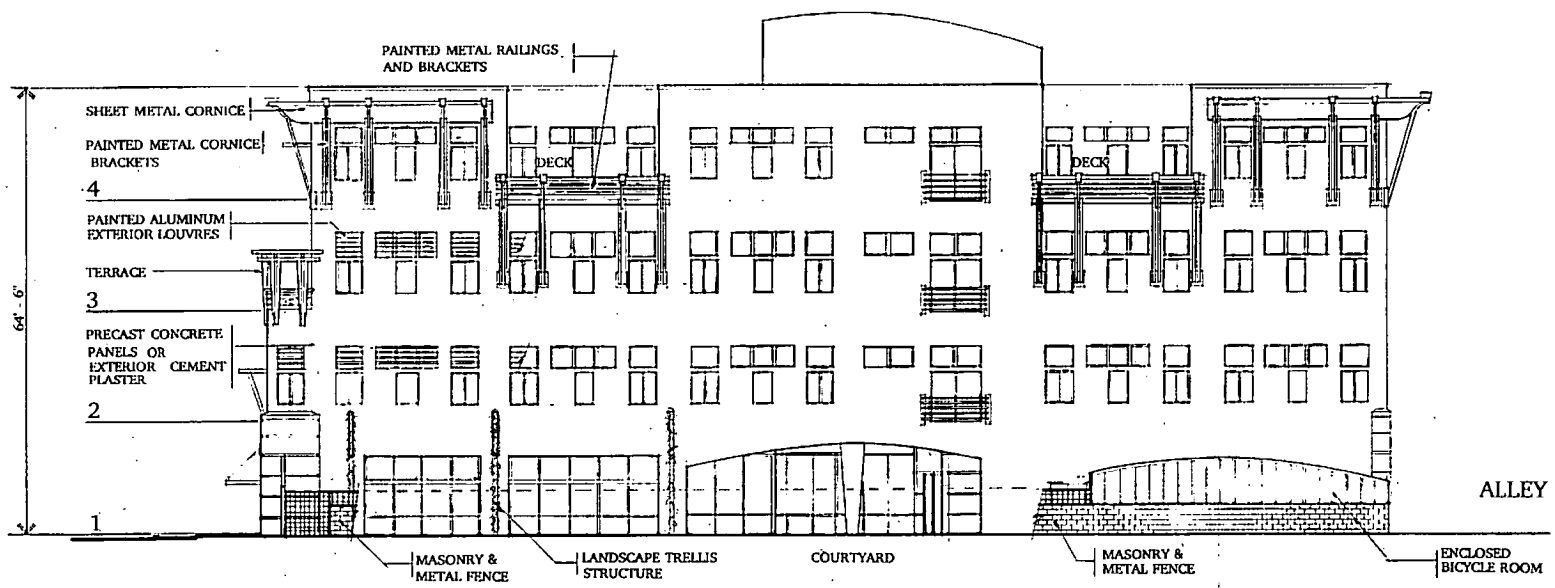 PAINTED METAL RAILINGS
AND BRACKETS
SHEET METAL CORNICE
PAINTED METAL CORNICE
BRACKETS
4
DECK
DECK
PAINTED ALUMINUM
EXTERIOR LOUVRES
TERRACE
3
64' - 6"
PRECAST CONCRETE
PANELS OR
EXTERIOR CEMENT
PLASTER
2
1
ALLEY
MASONRY &
METAL FENCE
LANDSCAPE TRELLIS
STRUCTURE
COURTYARD
MASONRY &
METAL FENCE
ENCLOSED
BICYCLE ROOM